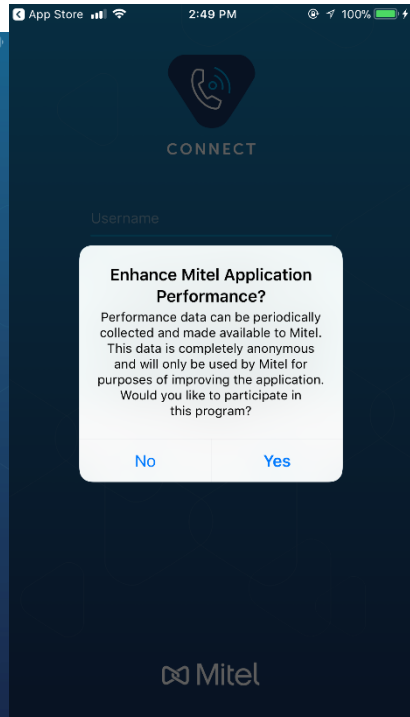 App Store 2:49 PM 100%
CONNECT
Username
Enhance Mitel Application
Performance?
Performance data can be periodically
collected and made available to Mitel.
This data is completely anonymous
and will only be used by Mitel for
purposes of improving the application.
Would you like to participate in
this program?
No Yes
Mitel